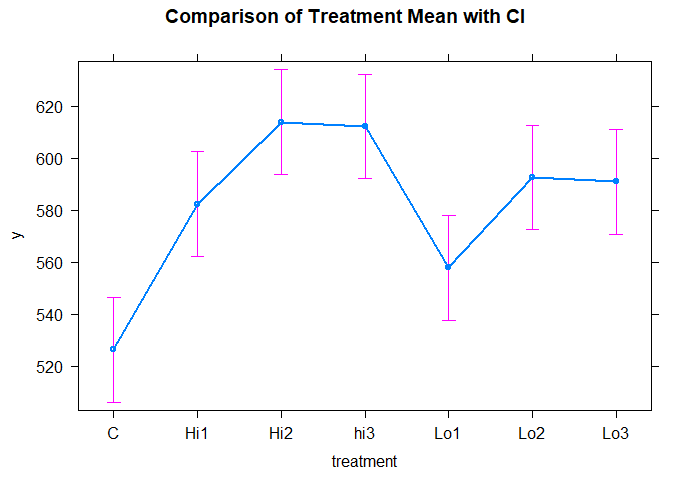 Comparison of Treatment Mean with CI
620
600
580
560
540
520
y
C Hi1 Hi2 hi3 Lo1 Lo2 Lo3
treatment